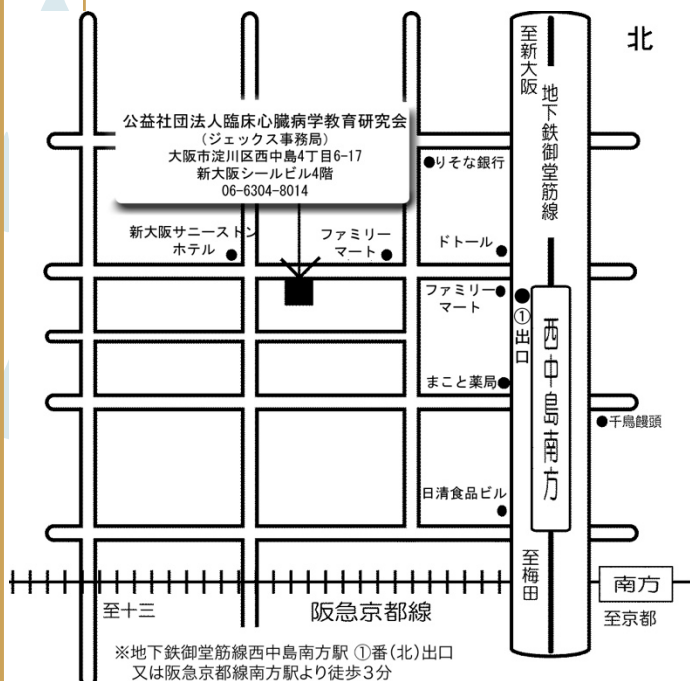 北
至新大阪
地下鉄御堂筋線
公益社団法人臨床心臓病学教育研究会
(ジェックス事務局)
大阪市淀川区西中島4丁目6-17
新大阪シールビル4階
06-6304-8014
りそな銀行
新大阪サニーストン
ホテル
ファミリー
マート
ドトール
ファミリー
マート
①出口
西中島南方
まこと薬局
千鳥饅頭
日清食品ビル
至梅田
南方
至十三
阪急京都線
至京都
※地下鉄御堂筋線西中島南方駅 ①番(北)出口
又は阪急京都線南方駅より徒歩3分